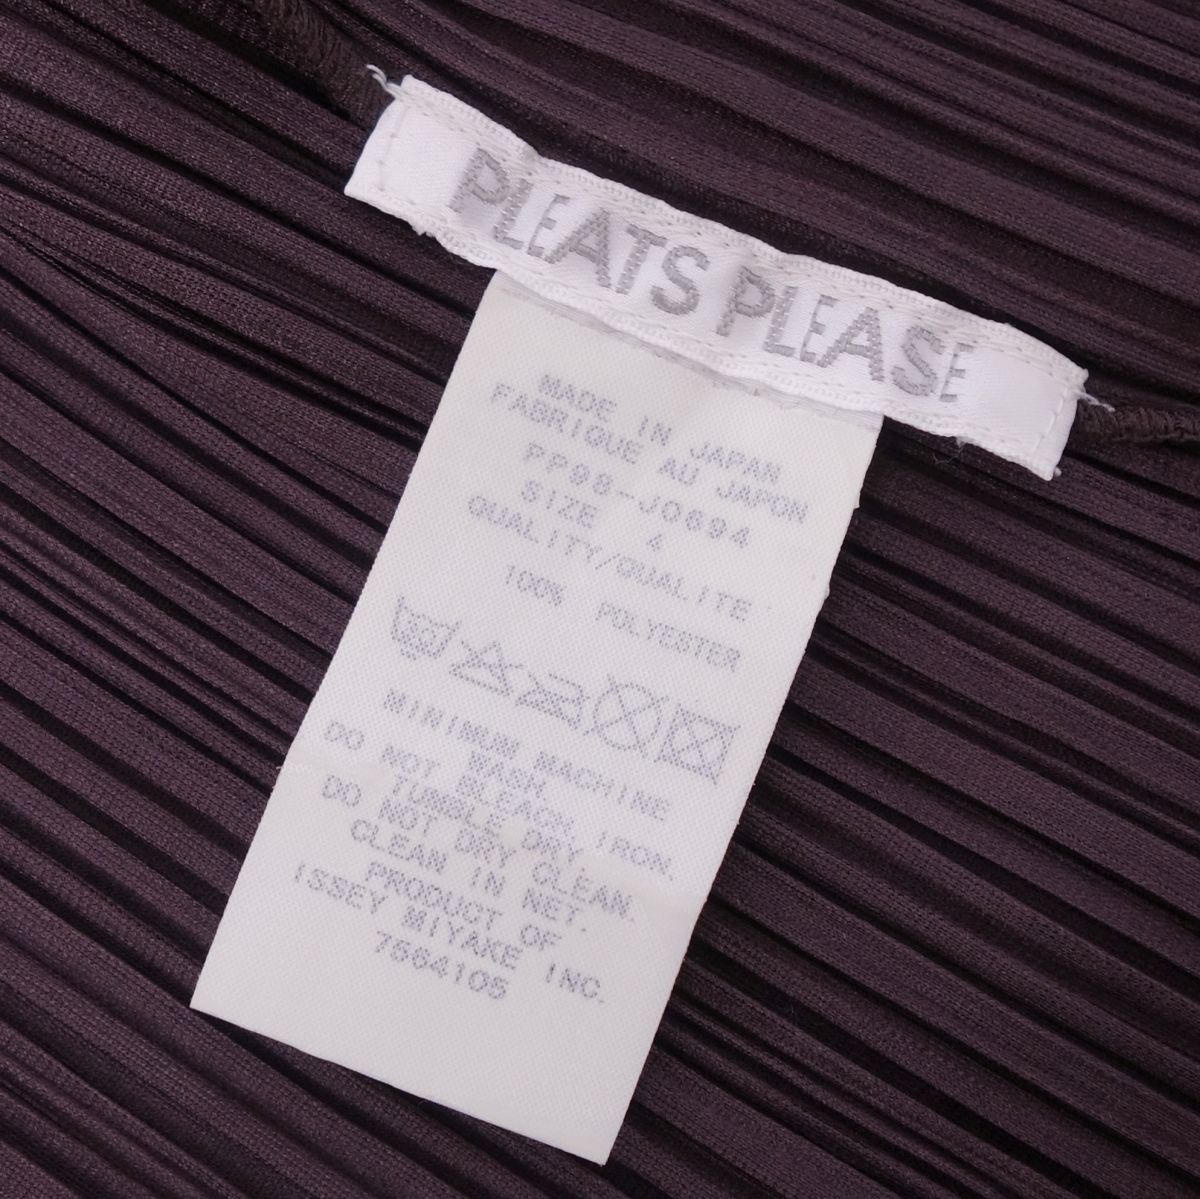 PLEATS PLEASE
MADE IN JAPAN
FABRIQUE AU JAPON
PP98-JO694
SIZE 4
QUALITY/QUALITE
100% POLYESTER
MINIMUM MACHINE
WASH.
DO NOT BLEACH, IRON,
TUMBLE DRY.
DO NOT DRY CLEAN.
CLEAN IN NET.
PRODUCT OF
ISSEY MIYAKE INC.
7564105